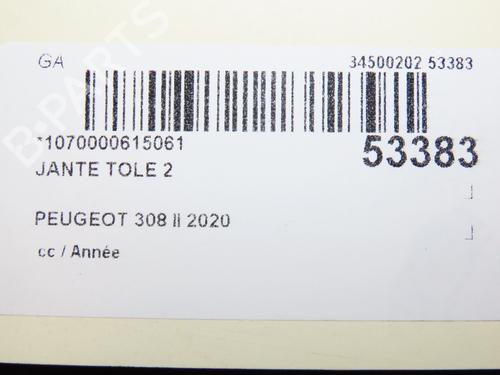 GA 34500202 53383
*1070000615061 53383
JANTE TOLE 2
PEUGEOT 308 II 2020
cc / Année
B-PARTS